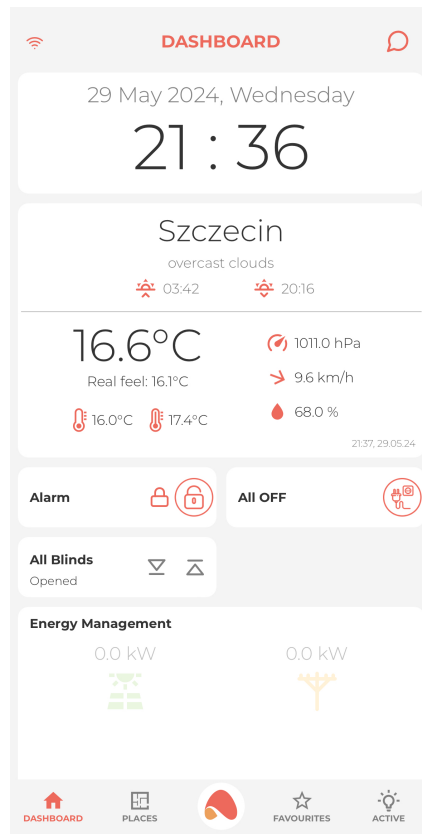 DASHBOARD
29 May 2024, Wednesday
21 : 36
Szczecin
overcast clouds
03:42 20:16
16.6°C
Real feel: 16.1°C
16.0°C 17.4°C
1011.0 hPa
9.6 km/h
68.0 %
21:37, 29.05.24
Alarm
All OFF
All Blinds
Opened
Energy Management
0.0 kW 0.0 kW
DASHBOARD PLACES FAVOURITES ACTIVE